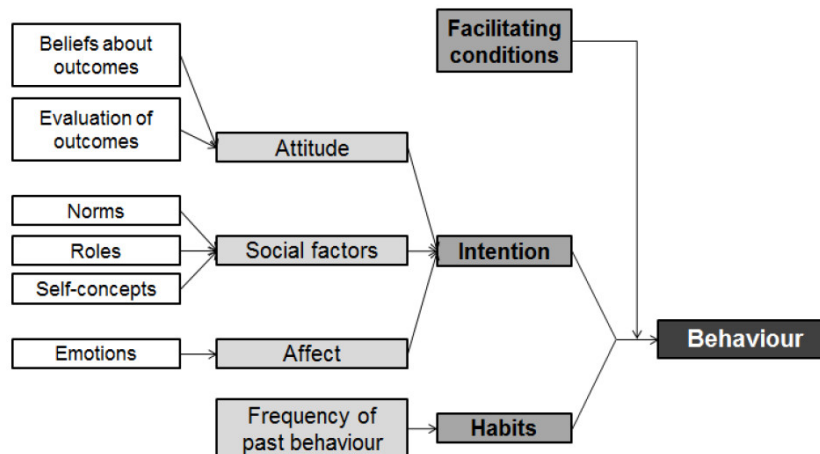 Beliefs about
outcomes
Evaluation of
outcomes
Norms
Roles
Self-concepts
Emotions
Attitude
Social factors
Affect
Frequency of
past behaviour
Facilitating
conditions
Intention
Habits
Behaviour